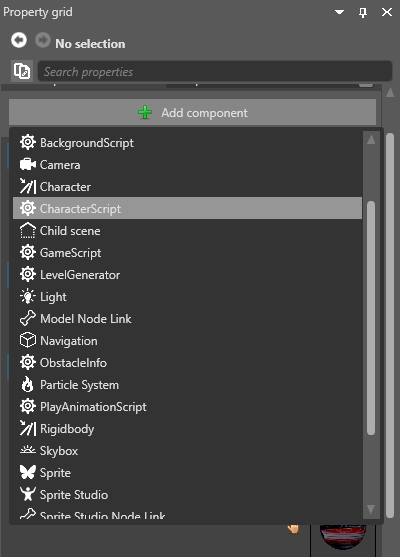 Property grid
No selection
Search properties
Add component
BackgroundScript
Camera
Character
CharacterScript
Child scene
GameScript
LevelGenerator
Light
Model Node Link
Navigation
ObstacleInfo
Particle System
PlayAnimationScript
Rigidbody
Skybox
Sprite
Sprite Studio
Sprite Studio Node Link